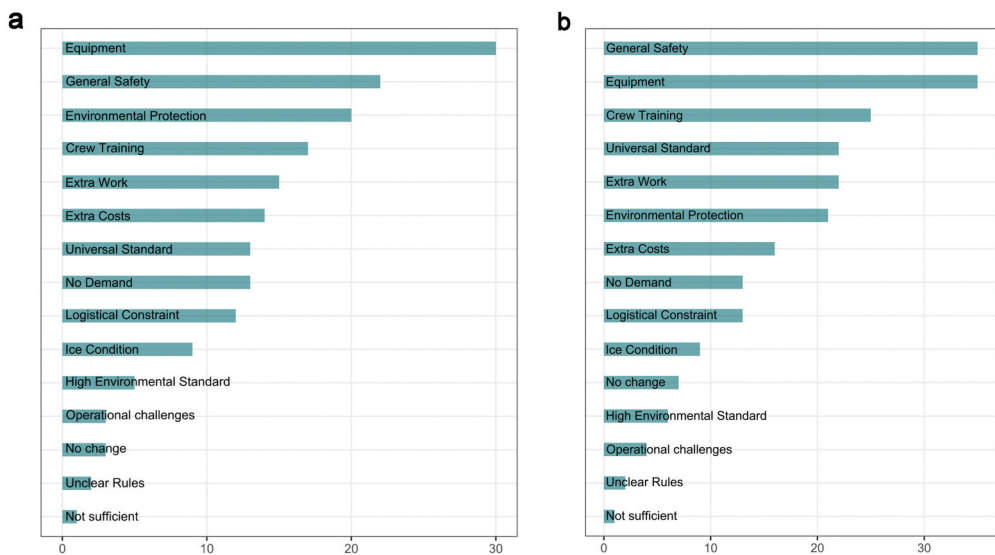 a
Equipment
General Safety
Environmental Protection
Crew Training
Extra Work
Extra Costs
Universal Standard
No Demand
Logistical Constraint
Ice Condition
High Environmental Standard
Operational challenges
No change
Unclear Rules
Not sufficient
0 10 20 30
b
General Safety
Equipment
Crew Training
Universal Standard
Extra Work
Environmental Protection
Extra Costs
No Demand
Logistical Constraint
Ice Condition
No change
High Environmental Standard
Operational challenges
Unclear Rules
Not sufficient
0 10 20 30